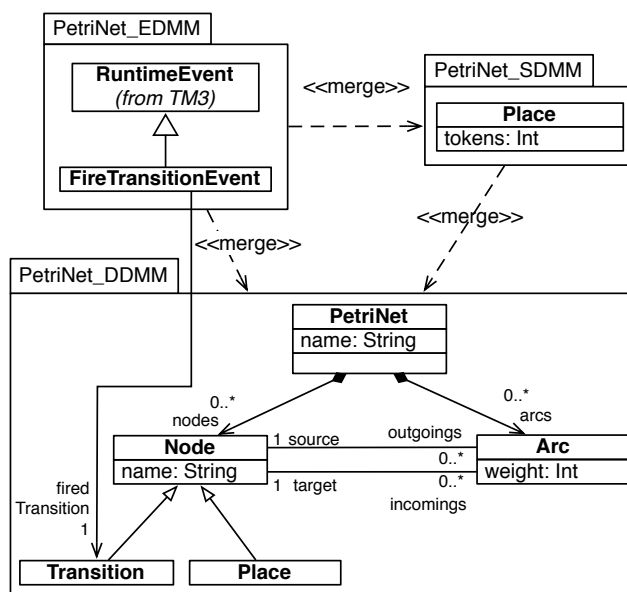 PetriNet_EDMM
RuntimeEvent
(from TM3)
FireTransitionEvent
<<merge>>
PetriNet_SDMM
Place
tokens: Int
<<merge>>
<<merge>>
PetriNet_DDMM
PetriNet
name: String
0..*
nodes
0..*
arcs
Node
name: String
1 source
outgoings
0..*
1 target
0..*
incomings
Arc
weight: Int
fired
Transition
1
Transition
Place